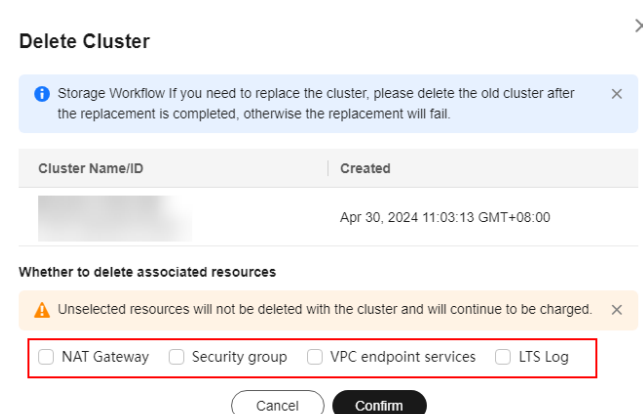 Delete Cluster
Storage Workflow If you need to replace the cluster, please delete the old cluster after
the replacement is completed, otherwise the replacement will fail.
Cluster Name/ID Created
Apr 30, 2024 11:03:13 GMT+08:00
Whether to delete associated resources
Unselected resources will not be deleted with the cluster and will continue to be charged.
NAT Gateway Security group VPC endpoint services LTS Log
Cancel Confirm